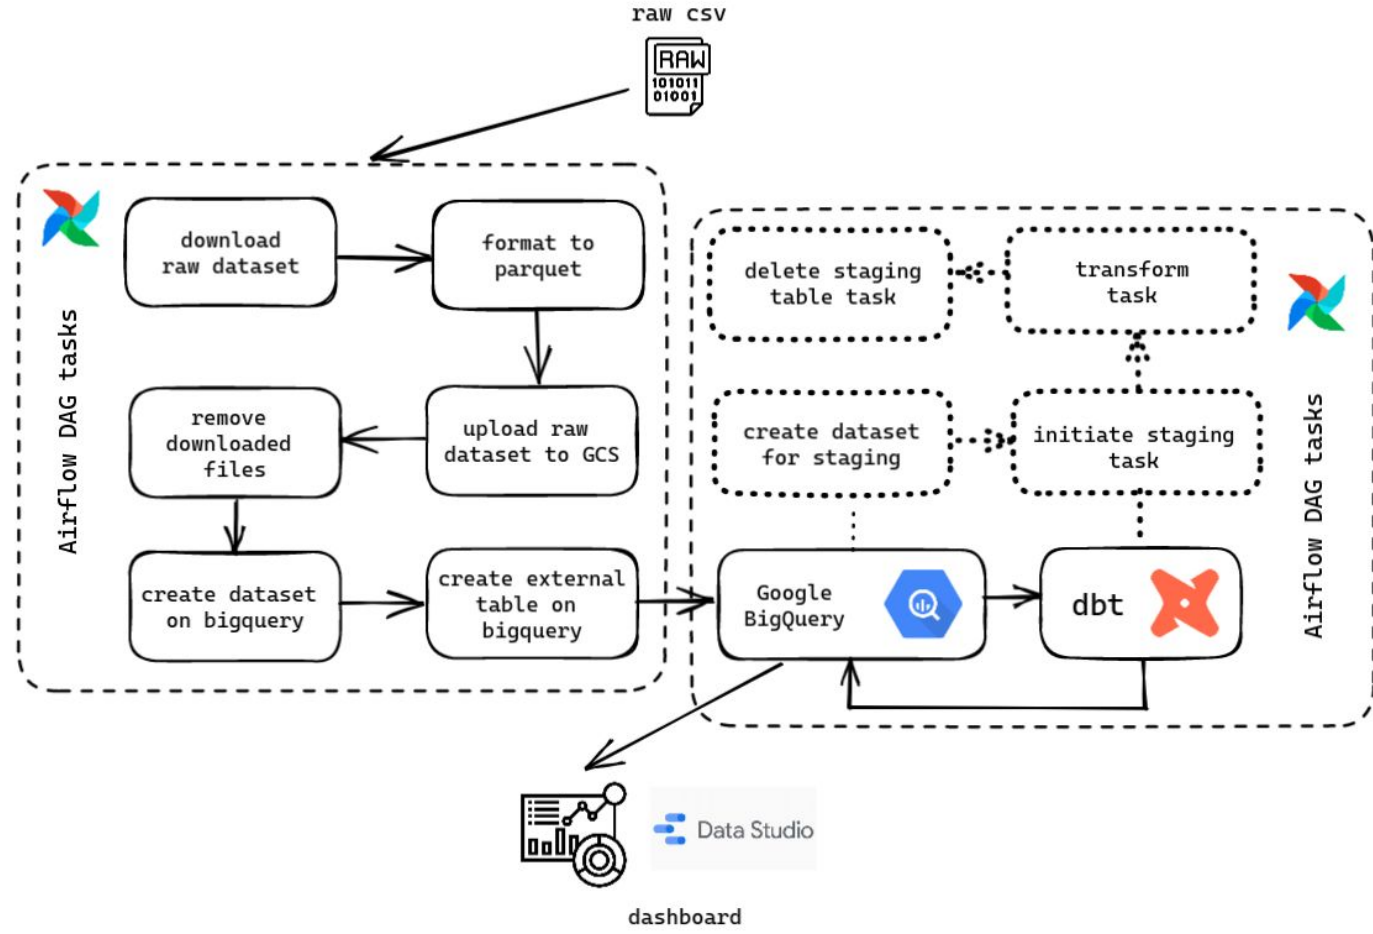 raw csv
RAW
101011
01001
Airflow DAG tasks
download
raw dataset
format to
parquet
remove
downloaded
files
upload raw
dataset to GCS
create dataset
on bigquery
create external
table on
bigquery
delete staging
table task
transform
task
create dataset
for staging
initiate staging
task
Google
BigQuery
dbt
Airflow DAG tasks
Data Studio
dashboard